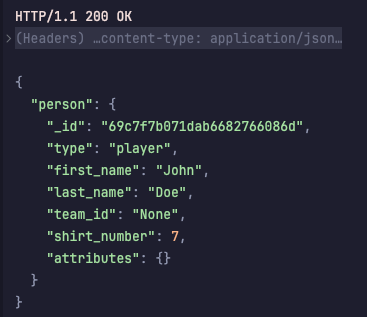 HTTP/1.1 200 OK
(Headers) …content-type: application/json…
{
"person": {
"_id": "69c7f7b071dab6682766086d",
"type": "player",
"first_name": "John",
"last_name": "Doe",
"team_id": "None",
"shirt_number": 7,
"attributes": {}
}
}